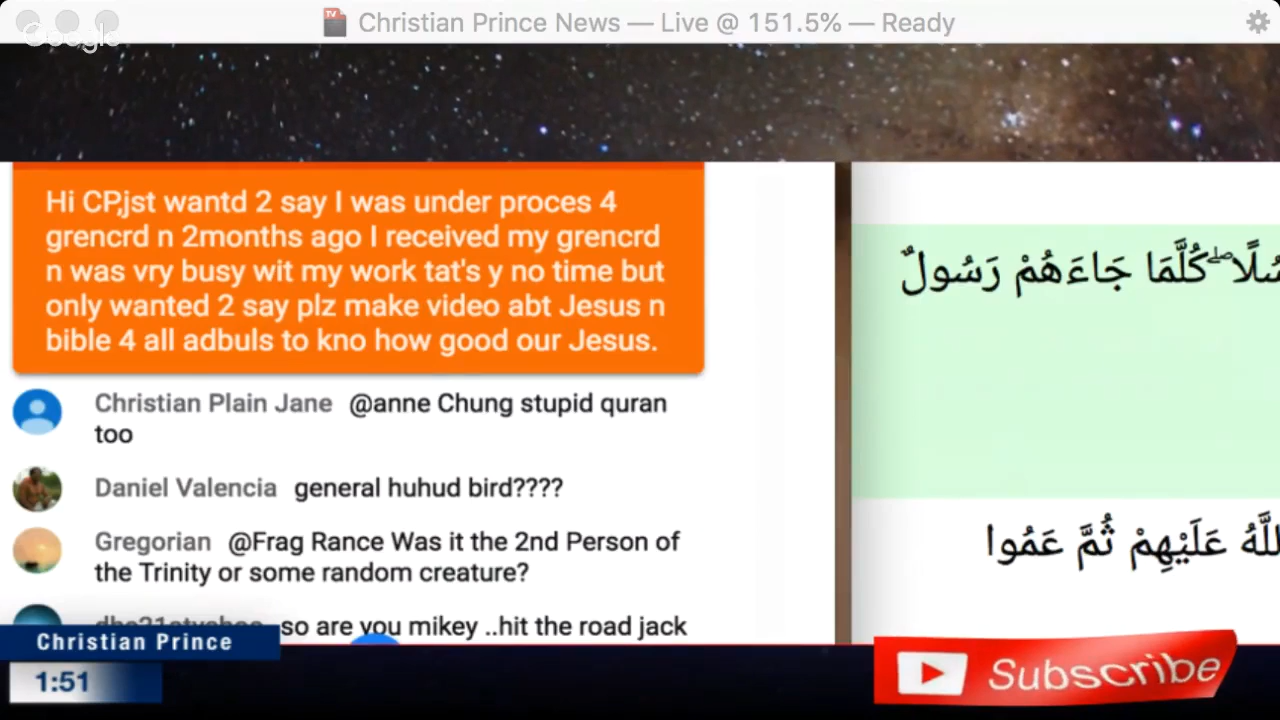 Christian Prince News — Live @ 151.5% — Ready
Google
Hi CP,jst wantd 2 say I was under proces 4
grencrd n 2months ago I received my grencrd
n was vry busy wit my work tat's y no time but
only wanted 2 say plz make video abt Jesus n
bible 4 all adbuls to kno how good our Jesus.
Christian Plain Jane @anne Chung stupid quran
too
Daniel Valencia general huhud bird????
Gregorian @Frag Rance Was it the 2nd Person of
the Trinity or some random creature?
so are you mikey ..hit the road jack
كُلَّمَا جَاءَهُمْ رَسُولٌ
عَلَيْهِمْ ثُمَّ عَمُوا
Christian Prince
1:51
Subscribe